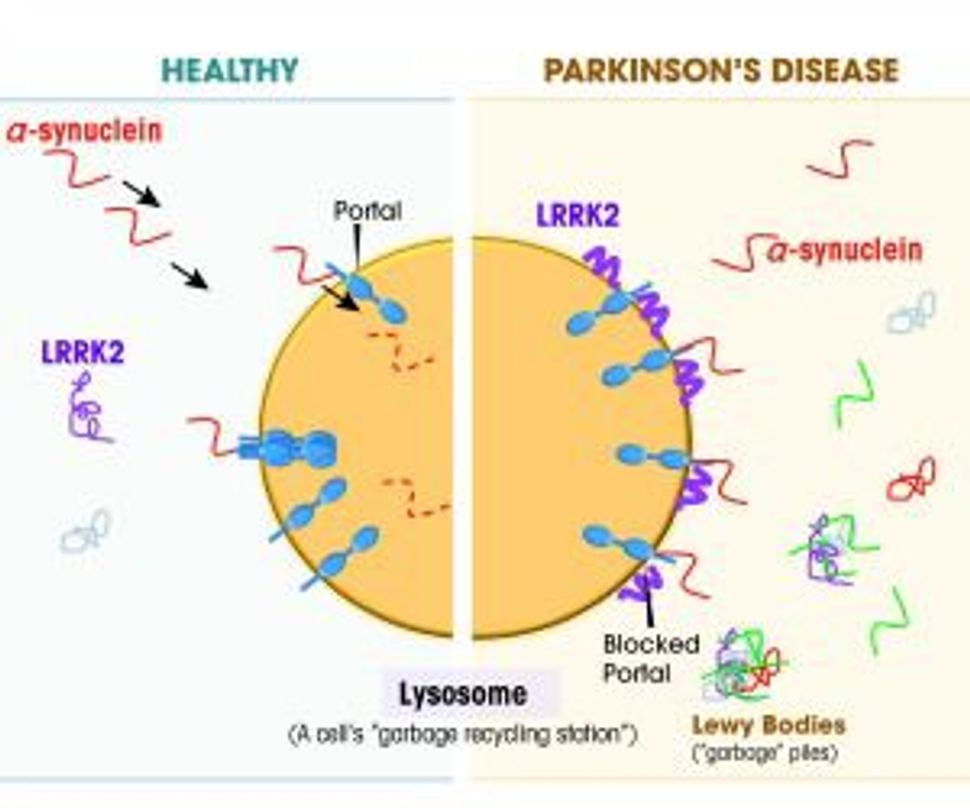 HEALTHY
α-synuclein
Portal
LRRK2
PARKINSON'S DISEASE
LRRK2
α-synuclein
Blocked
Portal
Lysosome
(A cell's "garbage recycling station")
Lewy Bodies
("garbage" piles)